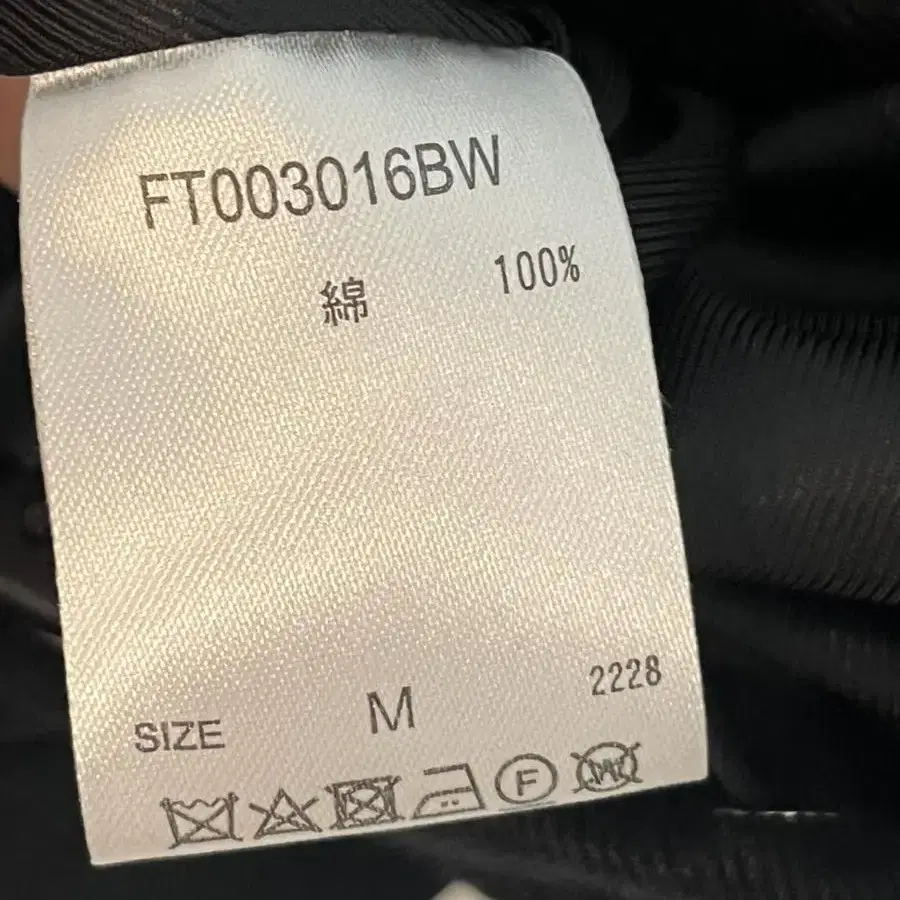 FT003016BW
綿 100%
2228
SIZE M
F
W